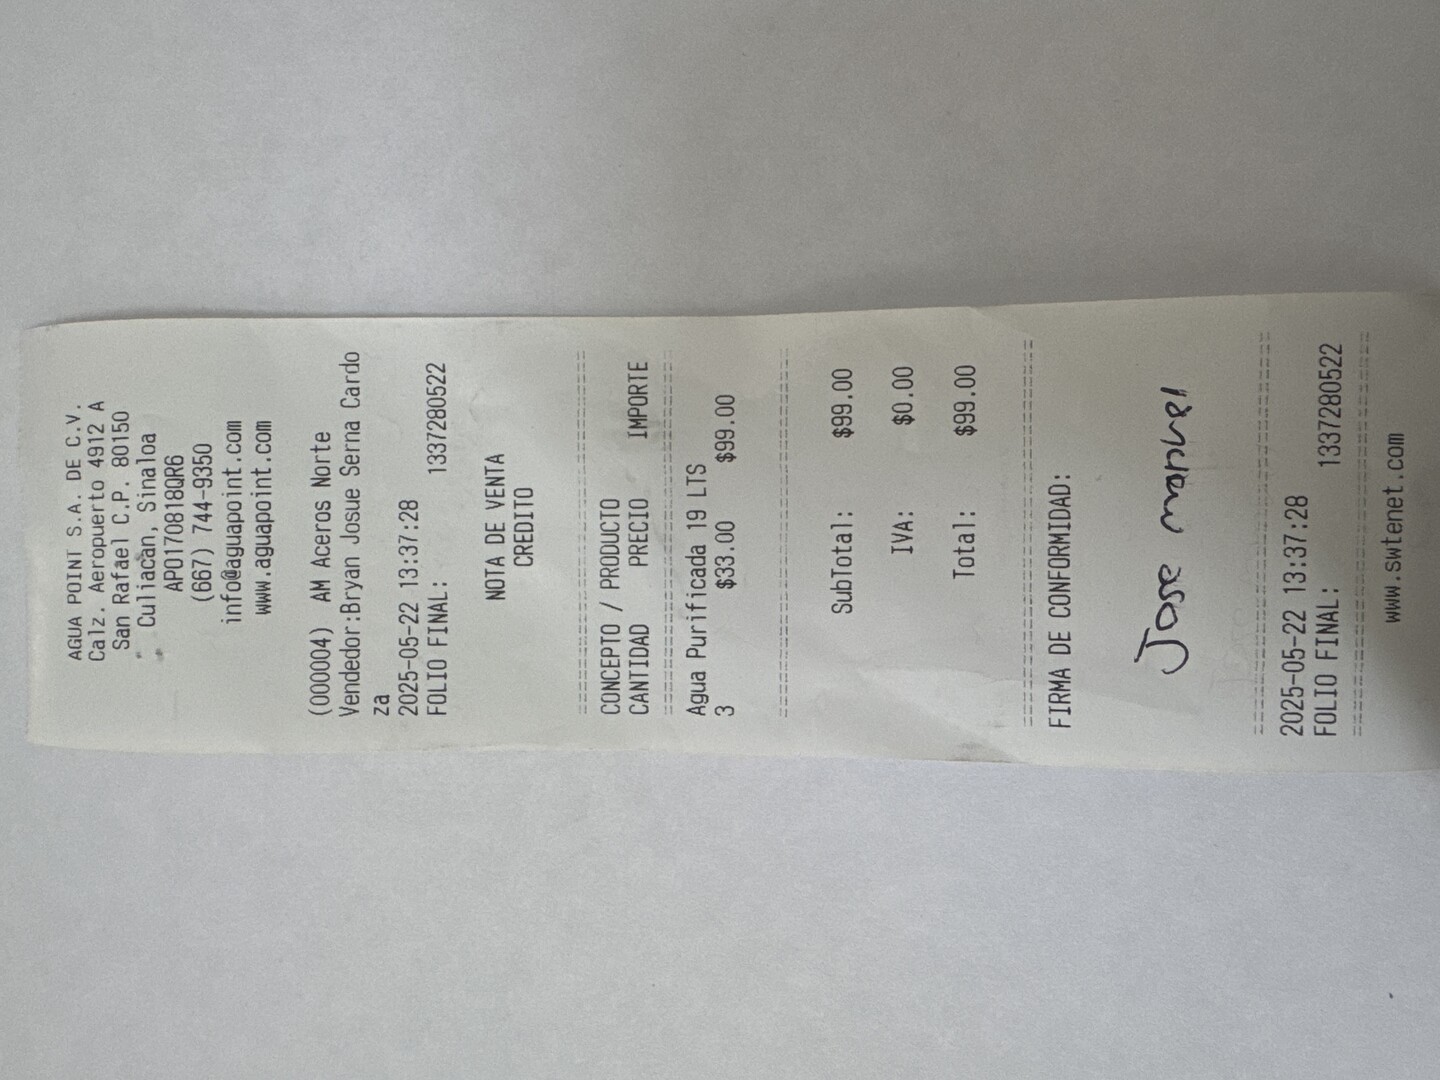 AGUA POINT S.A. DE C.V.
Calz. Aeropuerto 4912 A
San Rafael C.P. 80150
Culiacan, Sinaloa
APO170818QR6
(667) 744-9350
info@aguapoint.com
www.aguapoint.com
(000004) AM Aceros Norte
Vendedor:Bryan Josue Serna Cardo
za
2025-05-22 13:37:28
FOLIO FINAL: 1337280522
NOTA DE VENTA
CREDITO
================================
CONCEPTO / PRODUCTO
CANTIDAD PRECIO IMPORTE
================================
Agua Purificada 19 LTS
3 $33.00 $99.00
================================
SubTotal: $99.00
IVA: $0.00
Total: $99.00
================================
FIRMA DE CONFORMIDAD:
Jose manuel
================================
2025-05-22 13:37:28
FOLIO FINAL: 1337280522
================================
www.swtenet.com